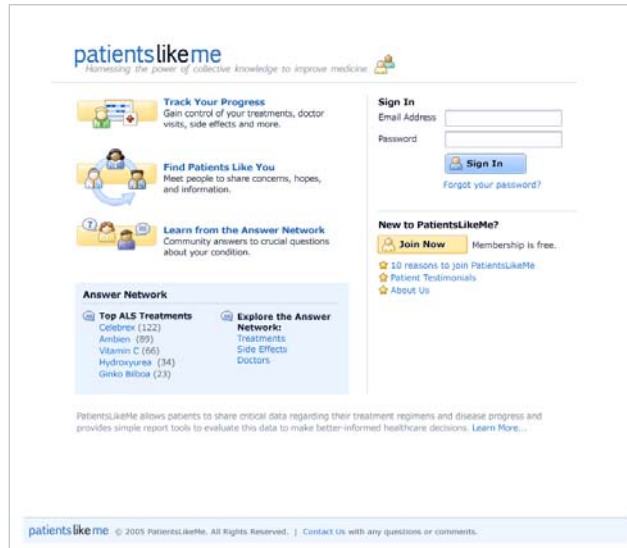 patientslikeme
Harnessing the power of collective knowledge to improve medicine.
Track Your Progress
Gain control of your treatments, doctor
visits, side effects and more.
Find Patients Like You
Meet people to share concerns, hopes,
and information.
Learn from the Answer Network
Community answers to crucial questions
about your condition.
Answer Network
Top ALS Treatments
Celebrex (122)
Ambien (89)
Vitamin C (66)
Hydroxyurea (34)
Ginko Bilboa (23)
Explore the Answer
Network:
Treatments
Side Effects
Doctors
Sign In
Email Address
Password
Sign In
Forgot your password?
New to PatientsLikeMe?
Join Now Membership is free.
10 reasons to join PatientsLikeMe
Patient Testimonials
About Us
PatientsLikeMe allows patients to share critical data regarding their treatment regimens and disease progress and
provides simple report tools to evaluate this data to make better-informed healthcare decisions. Learn More...
patientslikeme © 2005 PatientsLikeMe. All Rights Reserved. | Contact Us with any questions or comments.